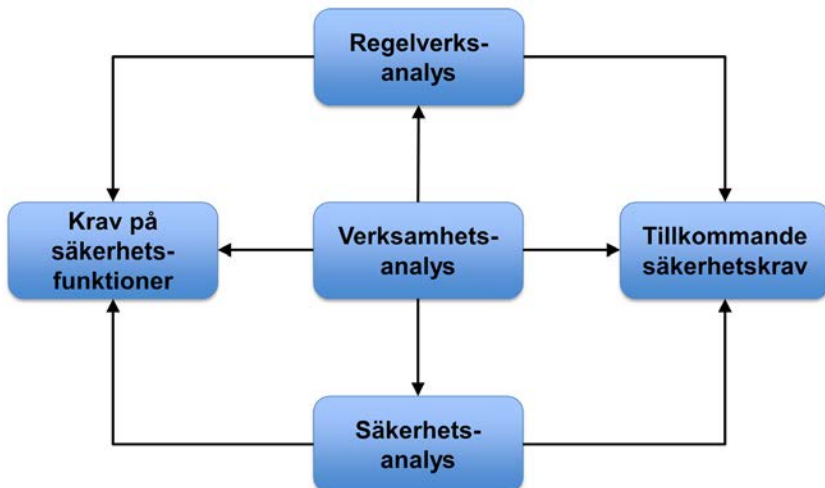 Regelverks-
analys
Krav på
säkerhets-
funktioner
Verksamhets-
analys
Tillkommande
säkerhetskrav
Säkerhets-
analys